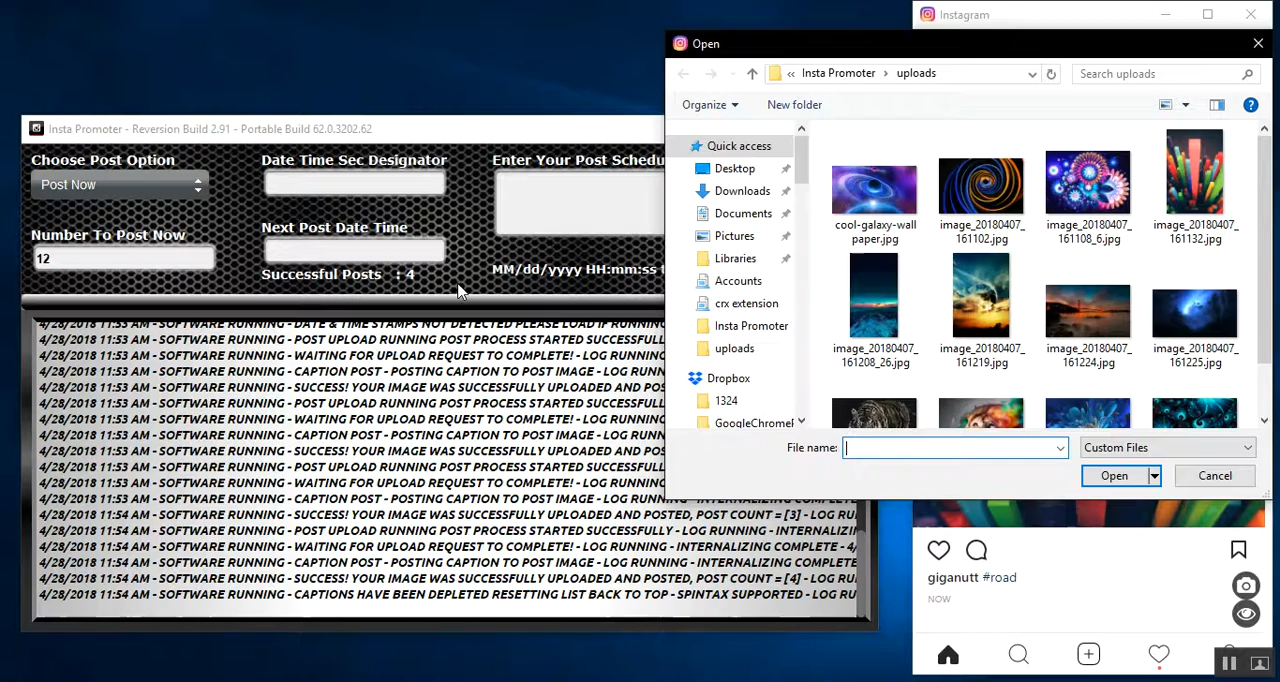 Instagram
Open
« Insta Promoter › uploads
Search uploads
Organize
New folder
Insta Promoter - Reversion Build 2.91 - Portable Build 62.0.3202.62
Choose Post Option
Post Now
Number To Post Now
12
Date Time Sec Designator
Next Post Date Time
Successful Posts : 4
Enter Your Post Schedu
MM/dd/yyyy HH:mm:ss t
Quick access
Desktop
Downloads
Documents
Pictures
Libraries
Accounts
crx extension
Insta Promoter
uploads
Dropbox
1324
GoogleChromeF
cool-galaxy-wall
paper.jpg
image_20180407_
161102.jpg
image_20180407_
161108_6.jpg
image_20180407_
161132.jpg
image_20180407_
161208_26.jpg
image_20180407_
161219.jpg
image_20180407_
161224.jpg
image_20180407_
161225.jpg
File name:
Custom Files
Open
Cancel
4/28/2018 11:53 AM - SOFTWARE RUNNING - DATE & TIME STAMPS NOT DETECTED PLEASE LOAD IF RUNNING
4/28/2018 11:53 AM - SOFTWARE RUNNING - POST UPLOAD RUNNING POST PROCESS STARTED SUCCESSFULL
4/28/2018 11:53 AM - SOFTWARE RUNNING - WAITING FOR UPLOAD REQUEST TO COMPLETE! - LOG RUNNING
4/28/2018 11:53 AM - SOFTWARE RUNNING - CAPTION POST - POSTING CAPTION TO POST IMAGE - LOG RUN
4/28/2018 11:53 AM - SOFTWARE RUNNING - SUCCESS! YOUR IMAGE WAS SUCCESSFULLY UPLOADED AND POS
4/28/2018 11:53 AM - SOFTWARE RUNNING - POST UPLOAD RUNNING POST PROCESS STARTED SUCCESSFULL
4/28/2018 11:53 AM - SOFTWARE RUNNING - WAITING FOR UPLOAD REQUEST TO COMPLETE! - LOG RUNNING
4/28/2018 11:53 AM - SOFTWARE RUNNING - CAPTION POST - POSTING CAPTION TO POST IMAGE - LOG RUN
4/28/2018 11:53 AM - SOFTWARE RUNNING - SUCCESS! YOUR IMAGE WAS SUCCESSFULLY UPLOADED AND POS
4/28/2018 11:53 AM - SOFTWARE RUNNING - POST UPLOAD RUNNING POST PROCESS STARTED SUCCESSFULL
4/28/2018 11:53 AM - SOFTWARE RUNNING - WAITING FOR UPLOAD REQUEST TO COMPLETE! - LOG RUNNING
4/28/2018 11:53 AM - SOFTWARE RUNNING - CAPTION POST - POSTING CAPTION TO POST IMAGE - LOG RUNNING - INTERNALIZING COMPLETE
4/28/2018 11:54 AM - SOFTWARE RUNNING - SUCCESS! YOUR IMAGE WAS SUCCESSFULLY UPLOADED AND POSTED, POST COUNT = [3] - LOG RU
4/28/2018 11:54 AM - SOFTWARE RUNNING - POST UPLOAD RUNNING POST PROCESS STARTED SUCCESSFULLY - LOG RUNNING - INTERNALIZIN
4/28/2018 11:54 AM - SOFTWARE RUNNING - WAITING FOR UPLOAD REQUEST TO COMPLETE! - LOG RUNNING - INTERNALIZING COMPLETE - 4/
4/28/2018 11:54 AM - SOFTWARE RUNNING - CAPTION POST - POSTING CAPTION TO POST IMAGE - LOG RUNNING - INTERNALIZING COMPLETE
4/28/2018 11:54 AM - SOFTWARE RUNNING - SUCCESS! YOUR IMAGE WAS SUCCESSFULLY UPLOADED AND POSTED, POST COUNT = [4] - LOG RU
4/28/2018 11:54 AM - SOFTWARE RUNNING - CAPTIONS HAVE BEEN DEPLETED RESETTING LIST BACK TO TOP - SPINTAX SUPPORTED - LOG RU
giganutt #road
NOW